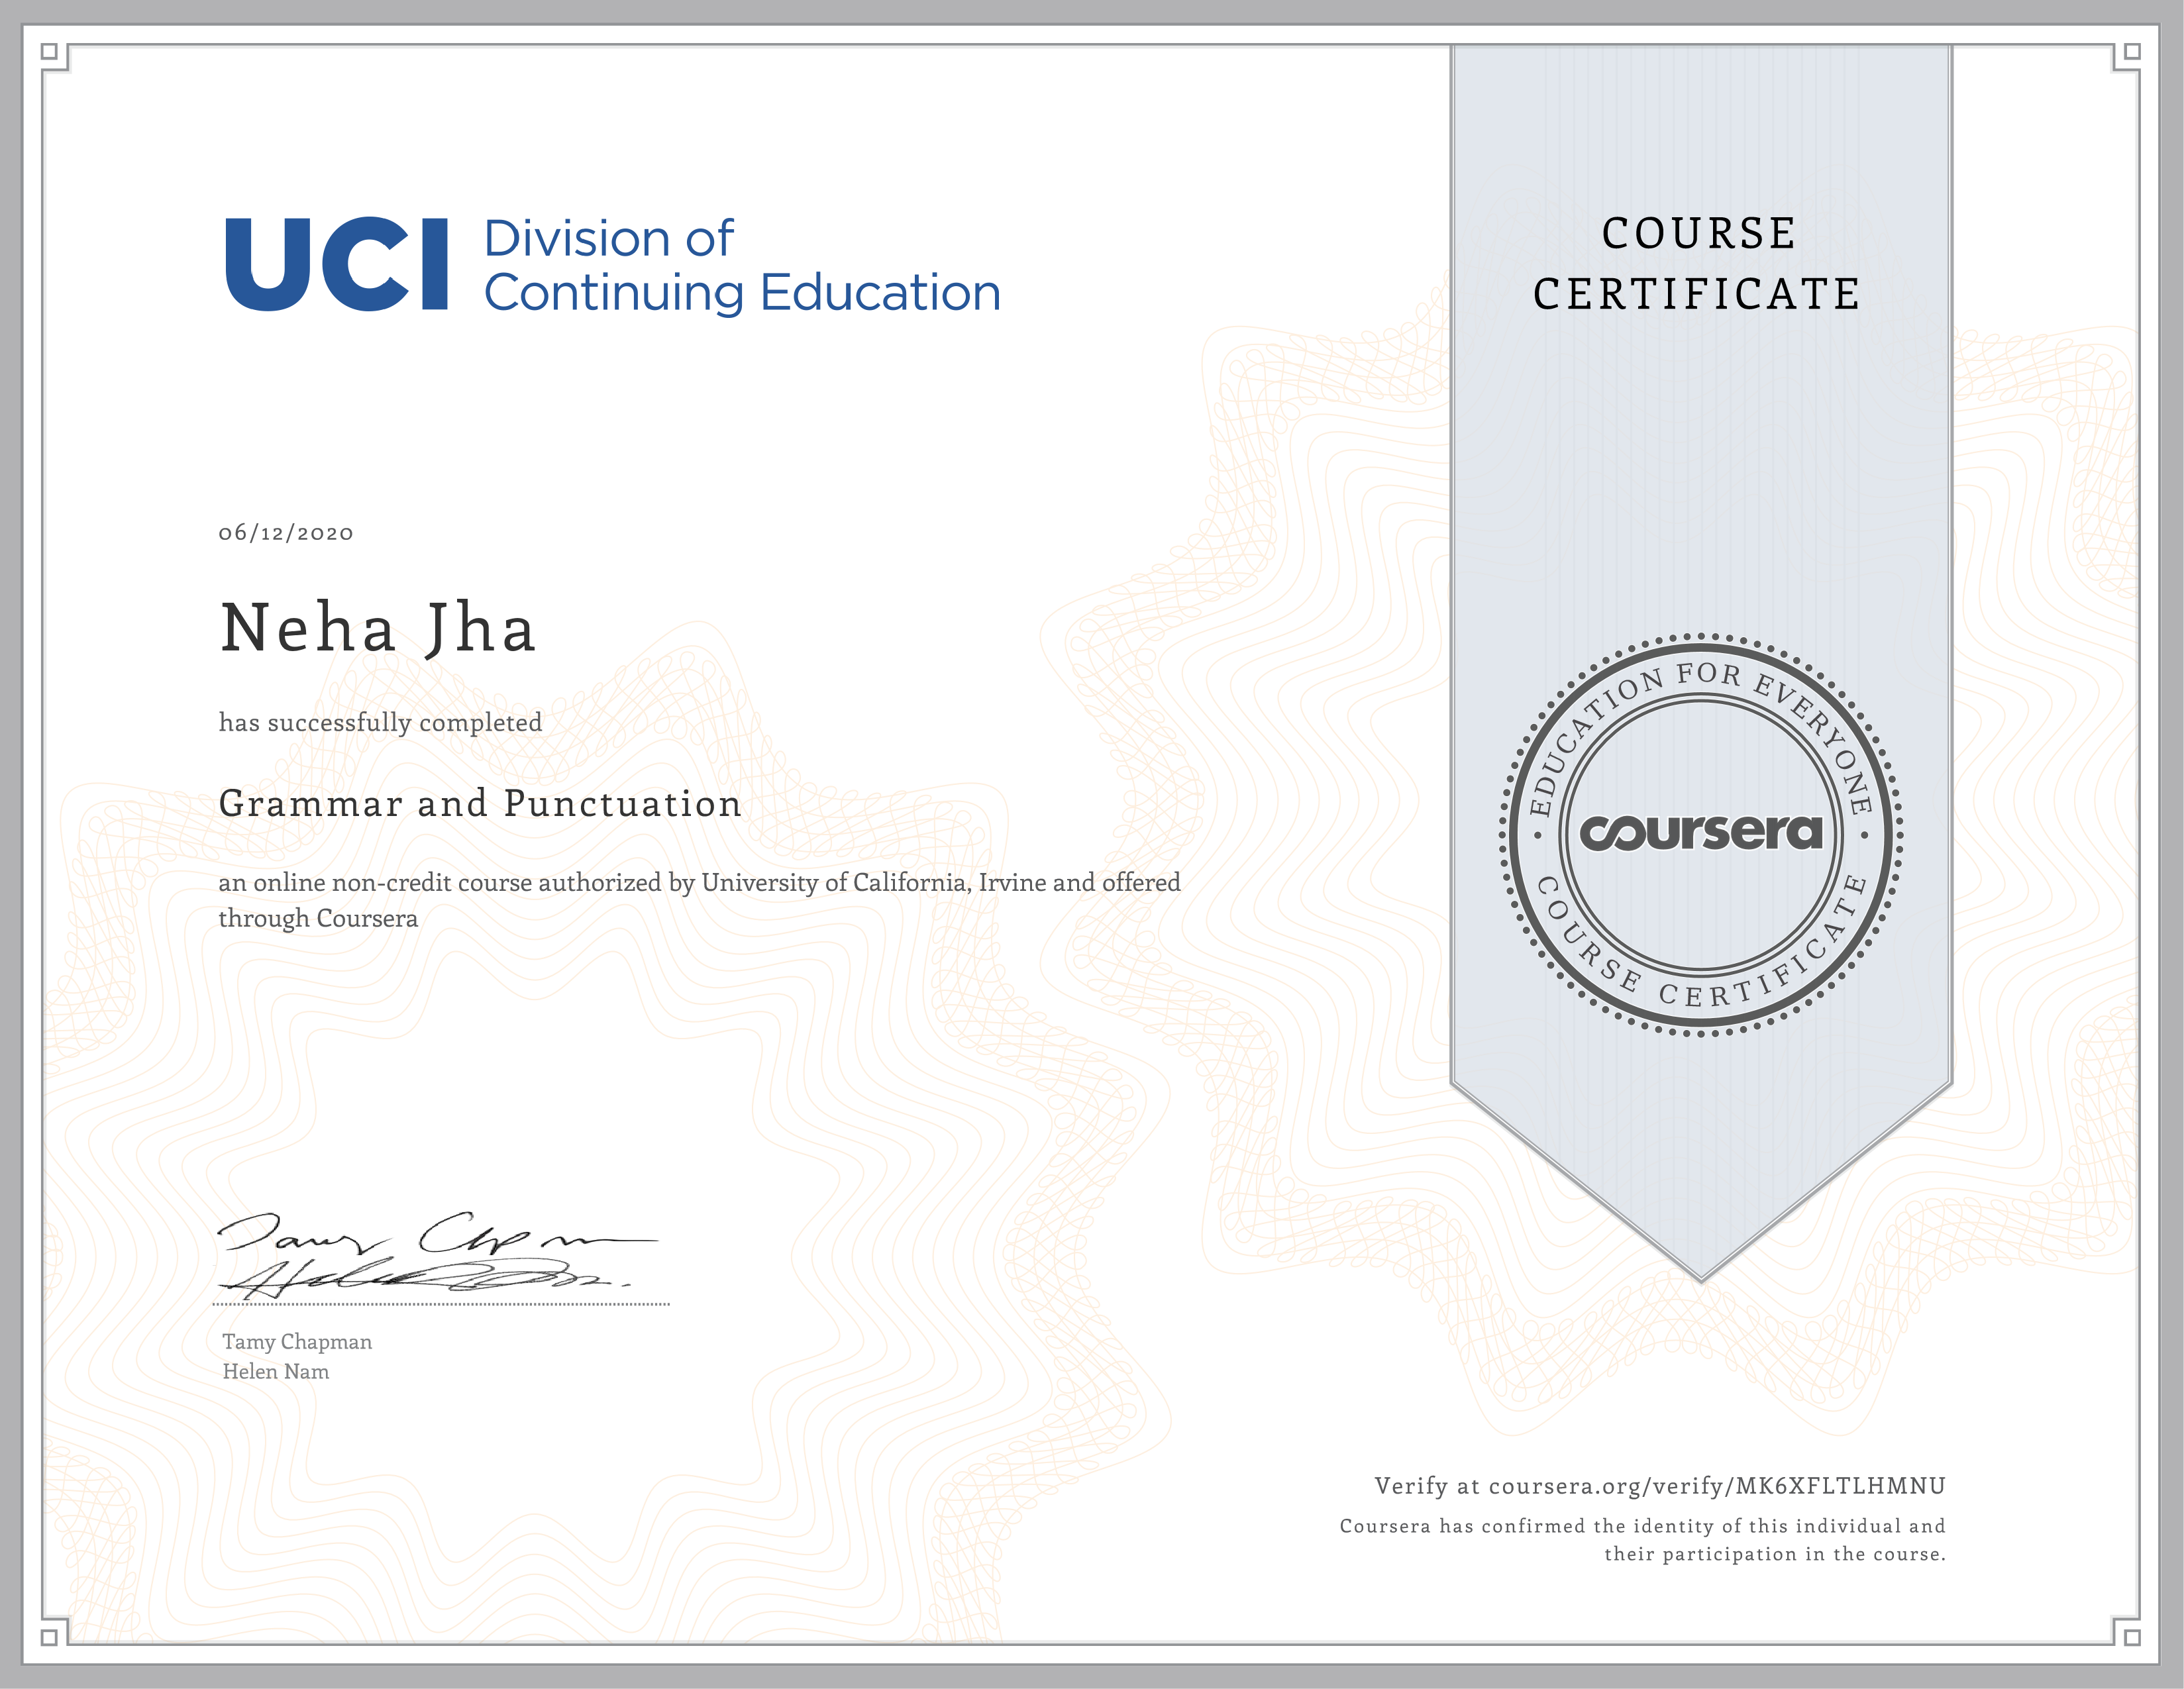 UCI Division of
Continuing Education
COURSE
CERTIFICATE
06/12/2020
Neha Jha
has successfully completed
Grammar and Punctuation
an online non-credit course authorized by University of California, Irvine and offered
through Coursera
EDUCATION FOR EVERYONE
coursera
COURSE CERTIFICATE
Tamy Chapman
Helen Nam
Verify at coursera.org/verify/MK6XFLTLHMNU
Coursera has confirmed the identity of this individual and
their participation in the course.